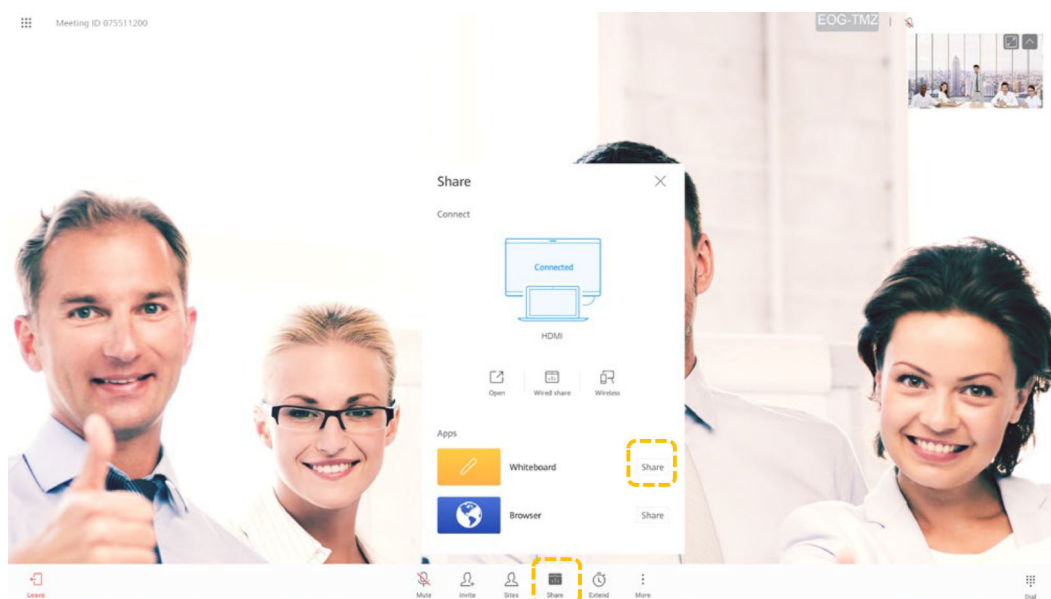 Meeting ID 075511200
EOG-TMZ
Share
Connect
Connected
HDMI
Open
Wired share
Wireless
Apps
Whiteboard
Share
Browser
Share
Leave
Mute
Invite
Sites
Share
Extend
More
Dial